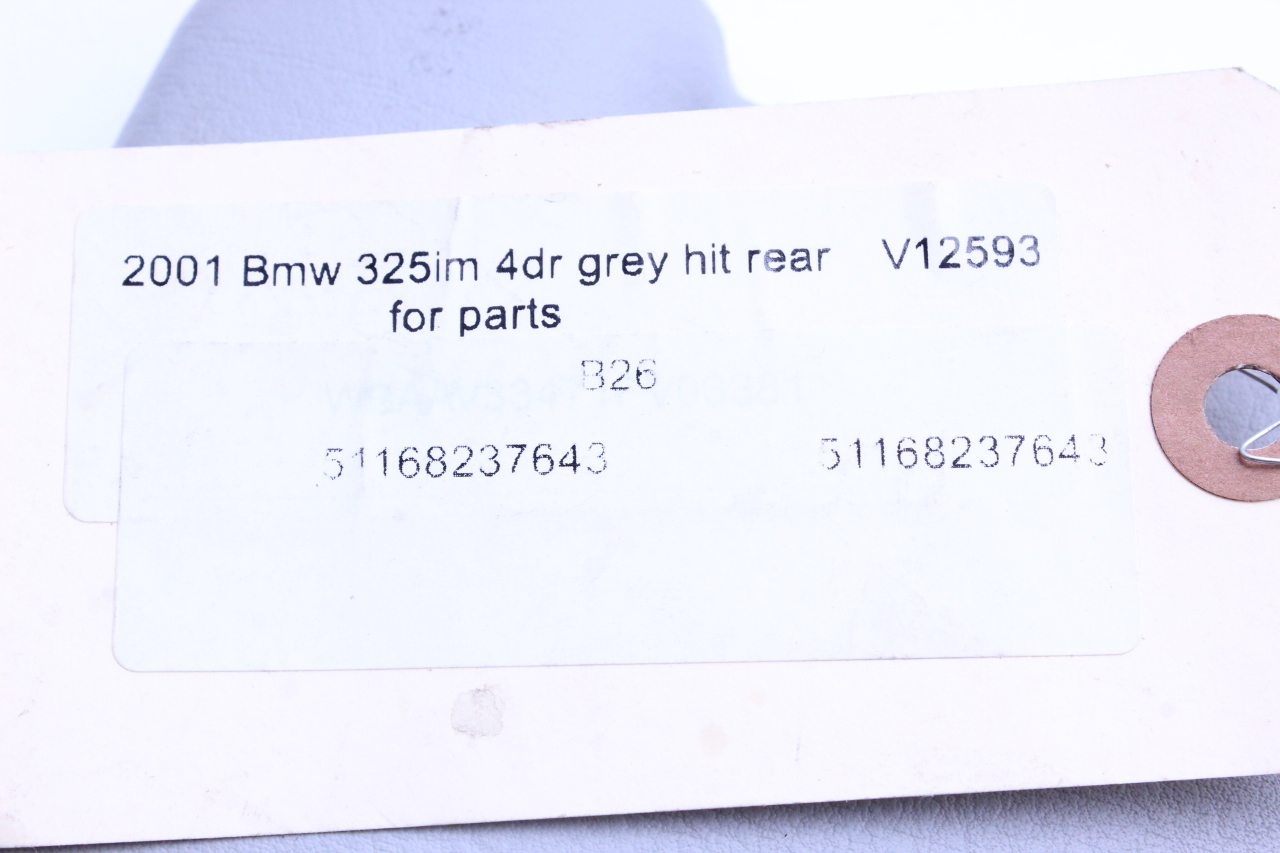 2001 Bmw 325im 4dr grey hit rear V12593
for parts
B26
51168237643 51168237643